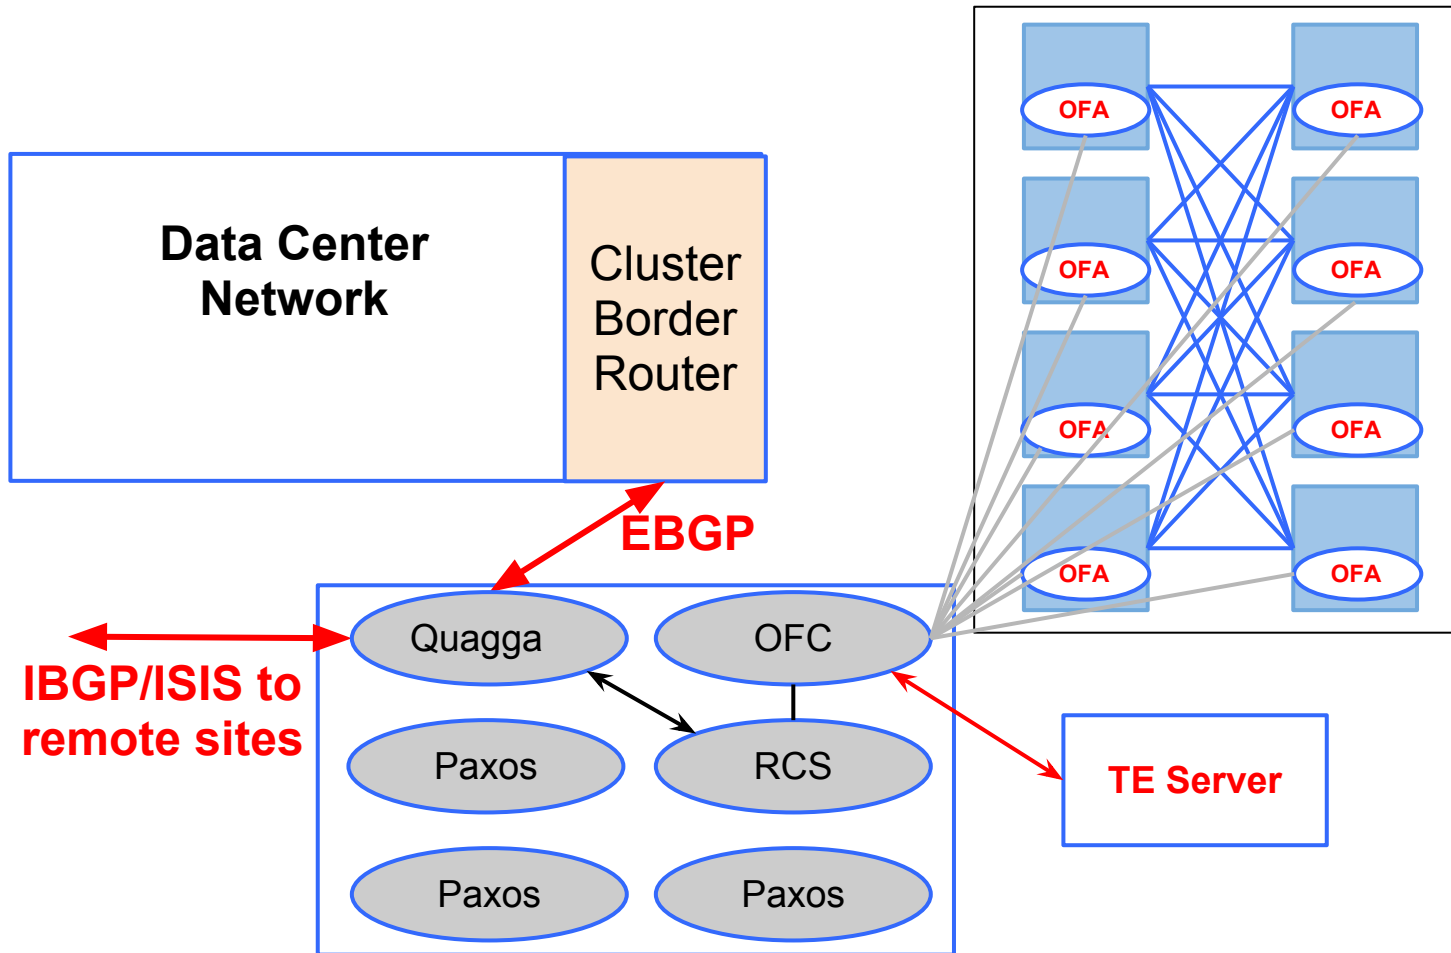 OFA
OFA
Data Center
Network
Cluster
Border
Router
OFA
OFA
OFA
OFA
EBGP
OFA
OFA
Quagga
OFC
IBGP/ISIS to
remote sites
Paxos
RCS
TE Server
Paxos
Paxos